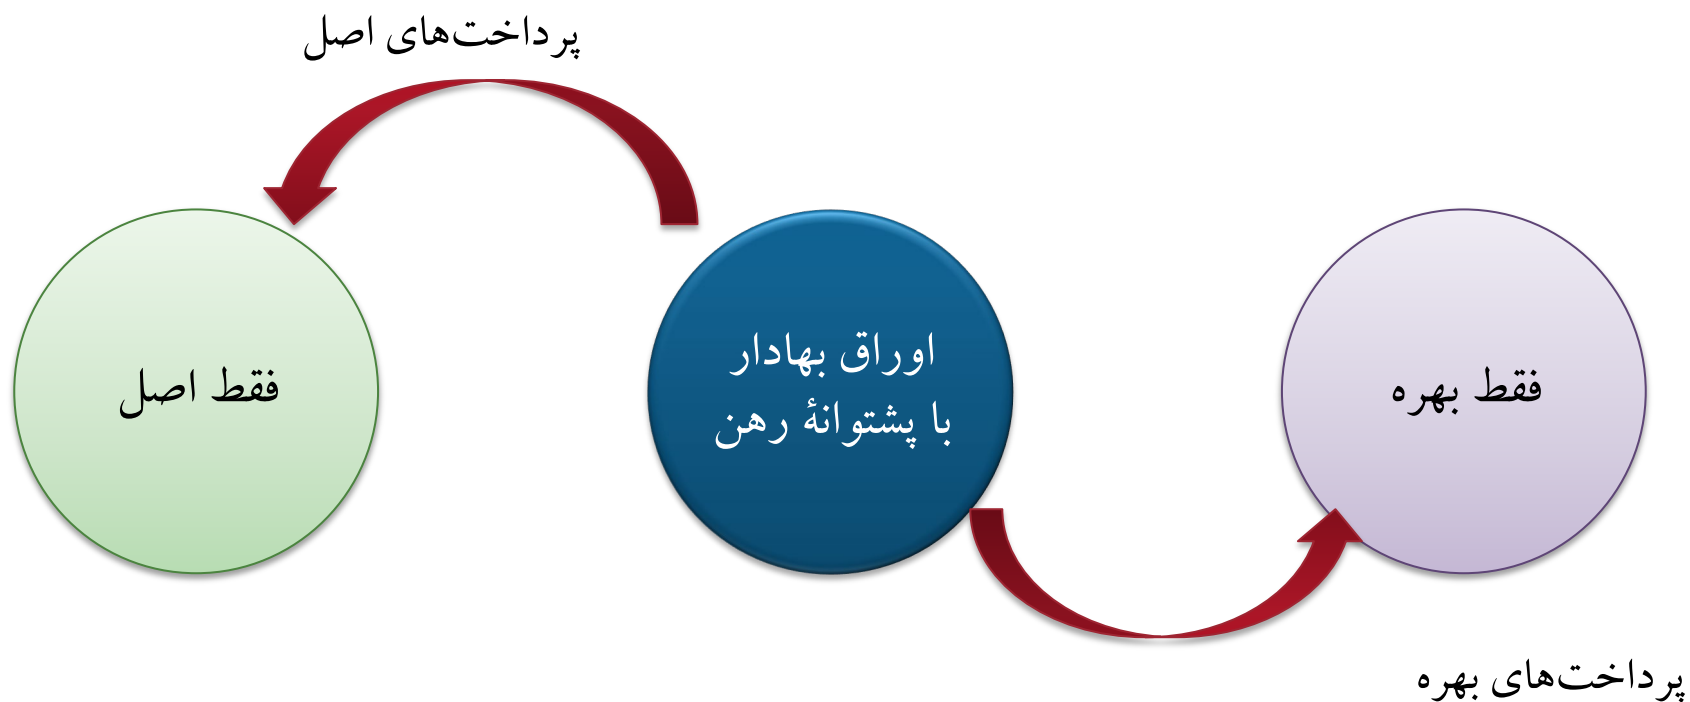 پرداخت‌های اصل
فقط بهره
اوراق بهادار
با پشتوانهٔ رهن
فقط اصل
پرداخت‌های بهره